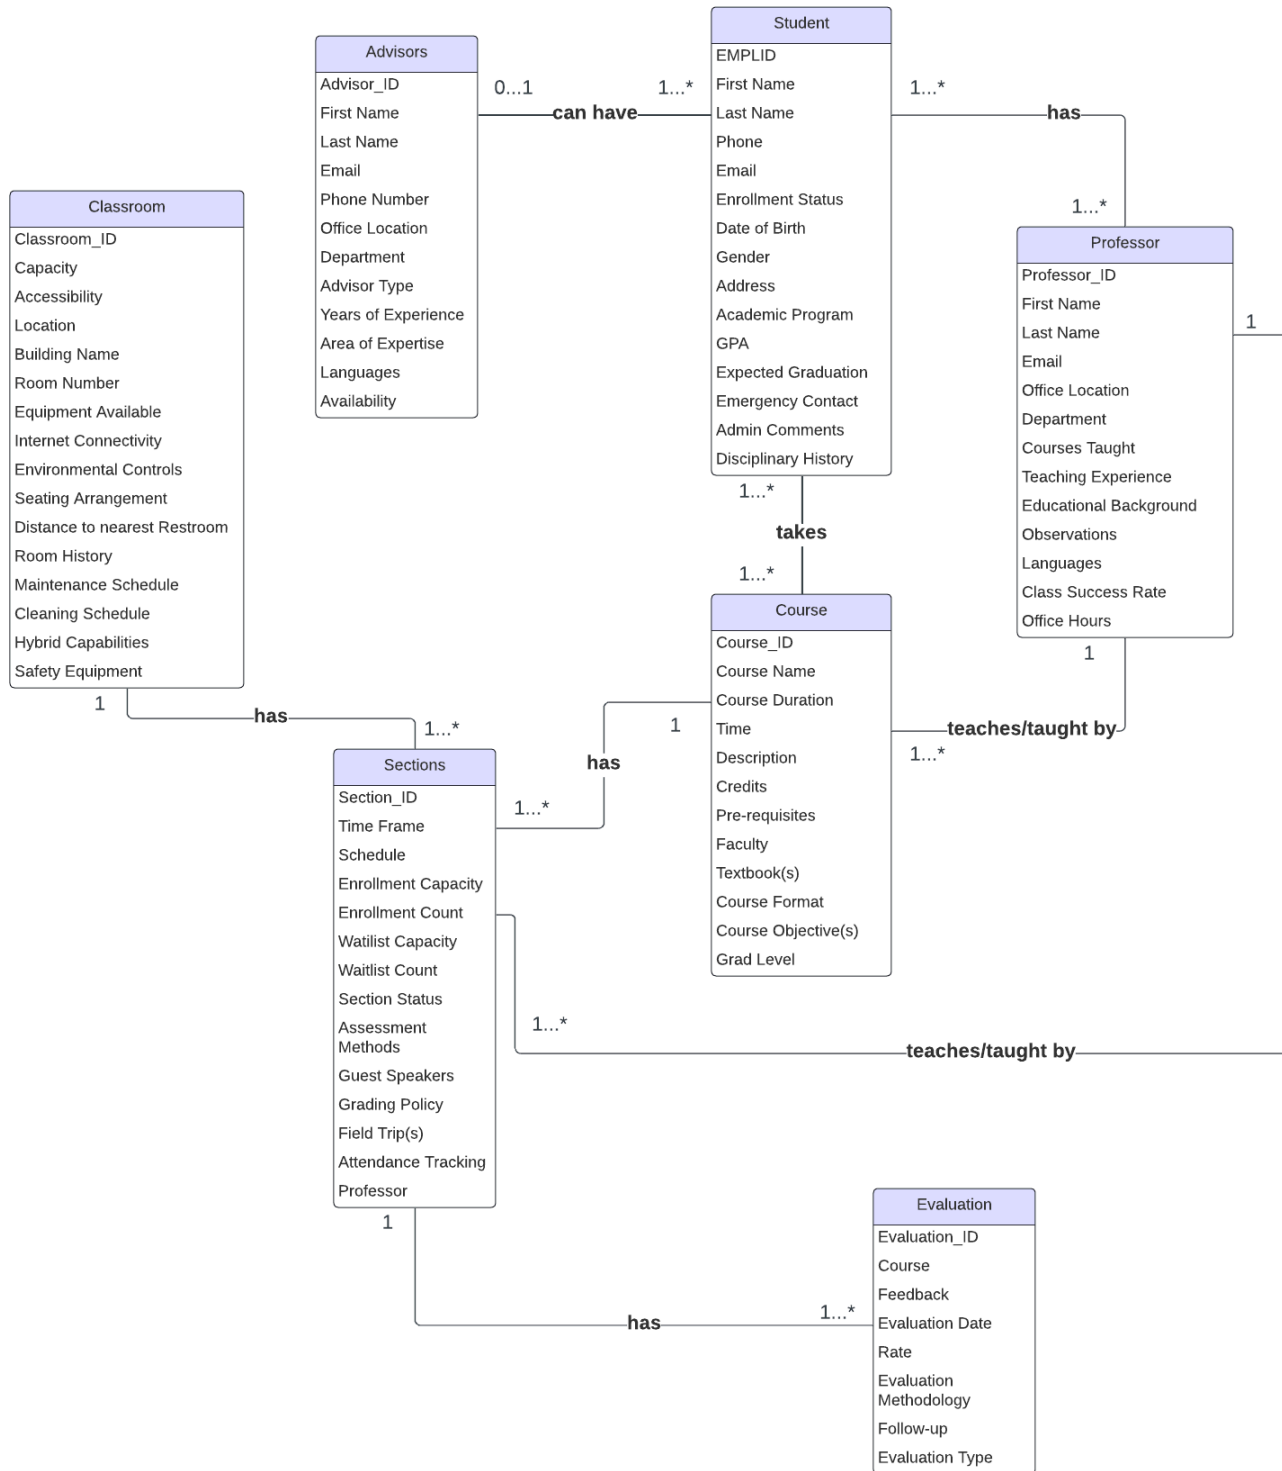 Student
EMPLID
First Name
Last Name
Phone
Email
Enrollment Status
Date of Birth
Gender
Address
Academic Program
GPA
Expected Graduation
Emergency Contact
Admin Comments
Disciplinary History
Advisors
Advisor_ID
First Name
Last Name
Email
Phone Number
Office Location
Department
Advisor Type
Years of Experience
Area of Expertise
Languages
Availability
0...1
can have
1...*
1...*
has
1...*
Classroom
Classroom_ID
Capacity
Accessibility
Location
Building Name
Room Number
Equipment Available
Internet Connectivity
Environmental Controls
Seating Arrangement
Distance to nearest Restroom
Room History
Maintenance Schedule
Cleaning Schedule
Hybrid Capabilities
Safety Equipment
Professor
Professor_ID
First Name
Last Name
Email
Office Location
Department
Courses Taught
Teaching Experience
Educational Background
Observations
Languages
Class Success Rate
Office Hours
1
1...*
takes
1...*
Course
Course_ID
Course Name
Course Duration
Time
Description
Credits
Pre-requisites
Faculty
Textbook(s)
Course Format
Course Objective(s)
Grad Level
1
teaches/taught by
1...*
1
has
1...*
1
has
1...*
Sections
Section_ID
Time Frame
Schedule
Enrollment Capacity
Enrollment Count
Watilist Capacity
Waitlist Count
Section Status
Assessment
Methods
Guest Speakers
Grading Policy
Field Trip(s)
Attendance Tracking
Professor
1...*
teaches/taught by
1
has
1...*
Evaluation
Evaluation_ID
Course
Feedback
Evaluation Date
Rate
Evaluation
Methodology
Follow-up
Evaluation Type